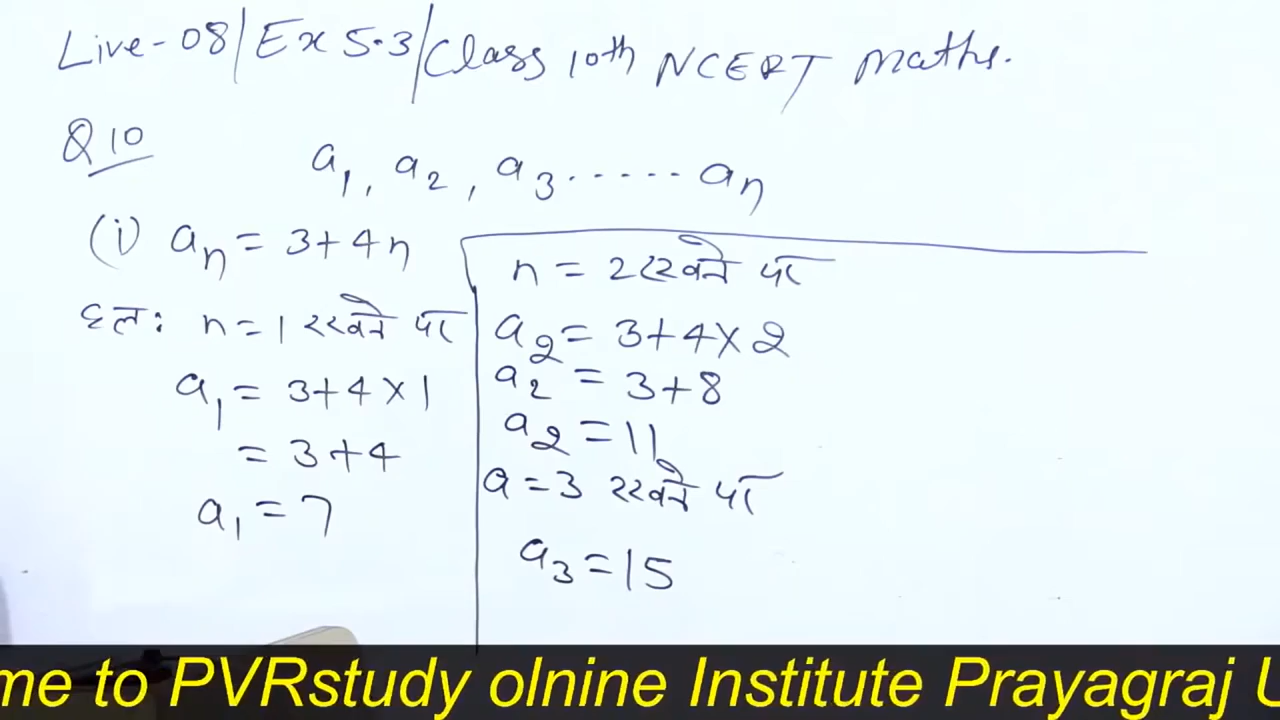 Live-08/Ex 5.3/Class 10th NCERT Maths.
Q 10
a₁, a₂, a₃ ...... aₙ
(i) aₙ = 3+4n
हल: n = 1 रखने पर
a₁ = 3+4×1
= 3+4
a₁ = 7
n = 2 रखने पर
a₂ = 3+4×2
a₂ = 3+8
a₂ = 11
a = 3 रखने पर
a₃ = 15
me to PVRstudy olnine Institute Prayagraj U